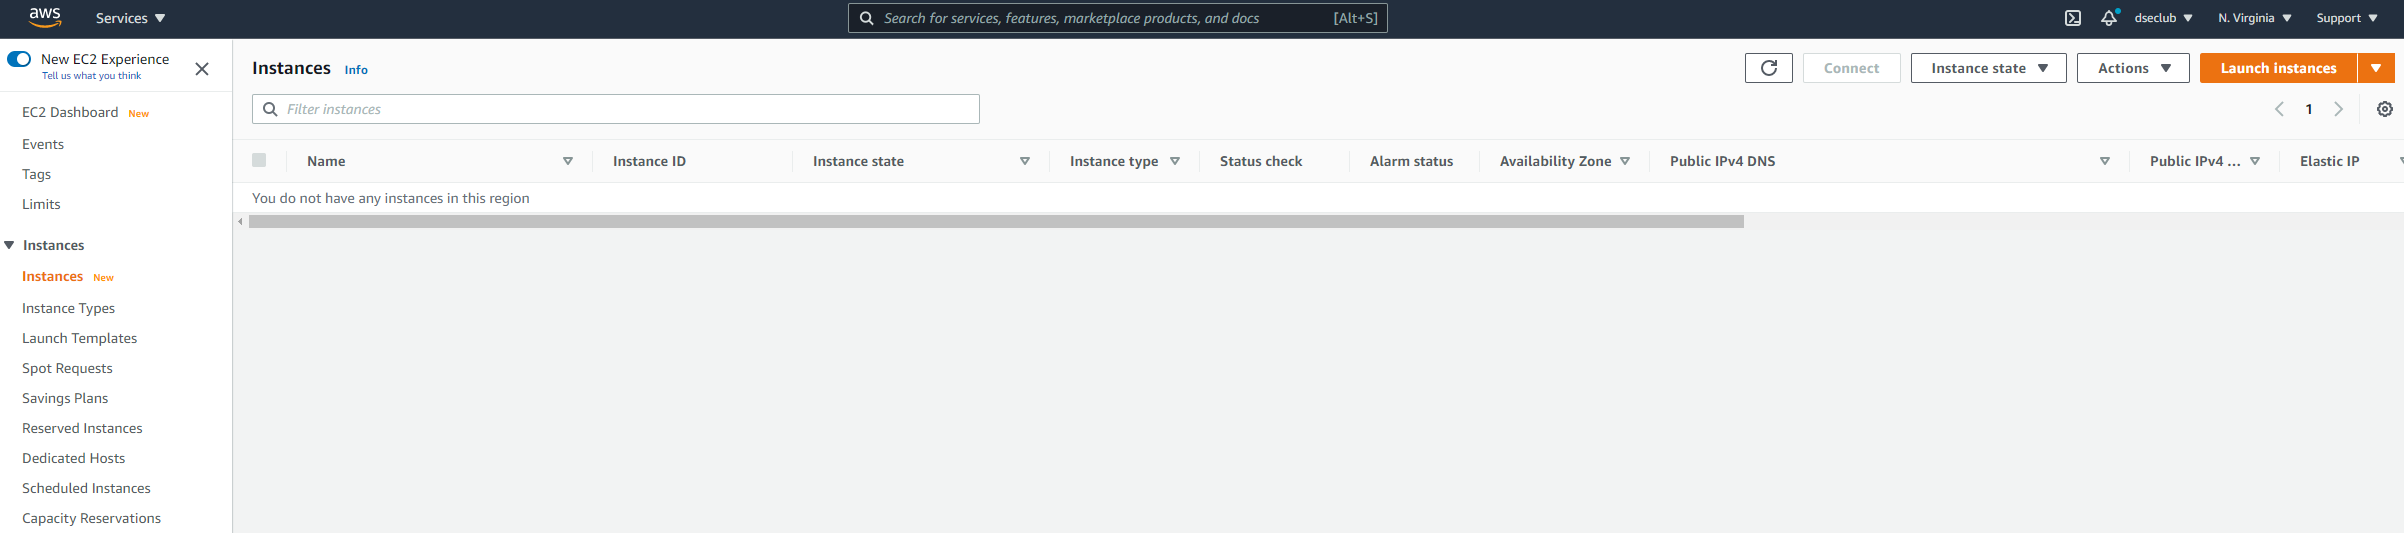 aws Services Search for services, features, marketplace products, and docs [Alt+S] dseclub N. Virginia Support
New EC2 Experience
Tell us what you think
EC2 Dashboard New
Events
Tags
Limits
Instances
Instances New
Instance Types
Launch Templates
Spot Requests
Savings Plans
Reserved Instances
Dedicated Hosts
Scheduled Instances
Capacity Reservations
Instances Info Connect Instance state Actions Launch instances
Filter instances 1
Name Instance ID Instance state Instance type Status check Alarm status Availability Zone Public IPv4 DNS Public IPv4 ... Elastic IP
You do not have any instances in this region